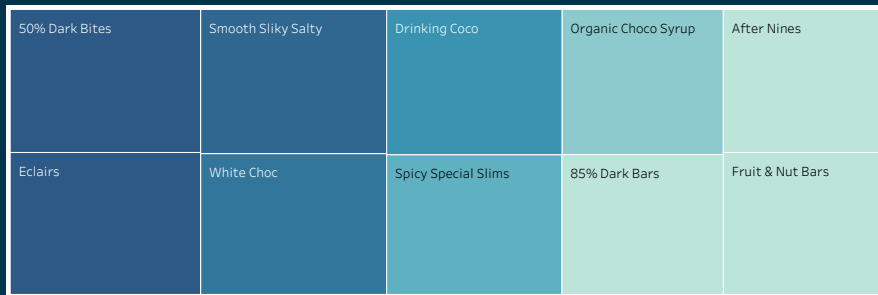 50% Dark Bites
Smooth Sliky Salty
Drinking Coco
Organic Choco Syrup
After Nines
Eclairs
White Choc
Spicy Special Slims
85% Dark Bars
Fruit & Nut Bars